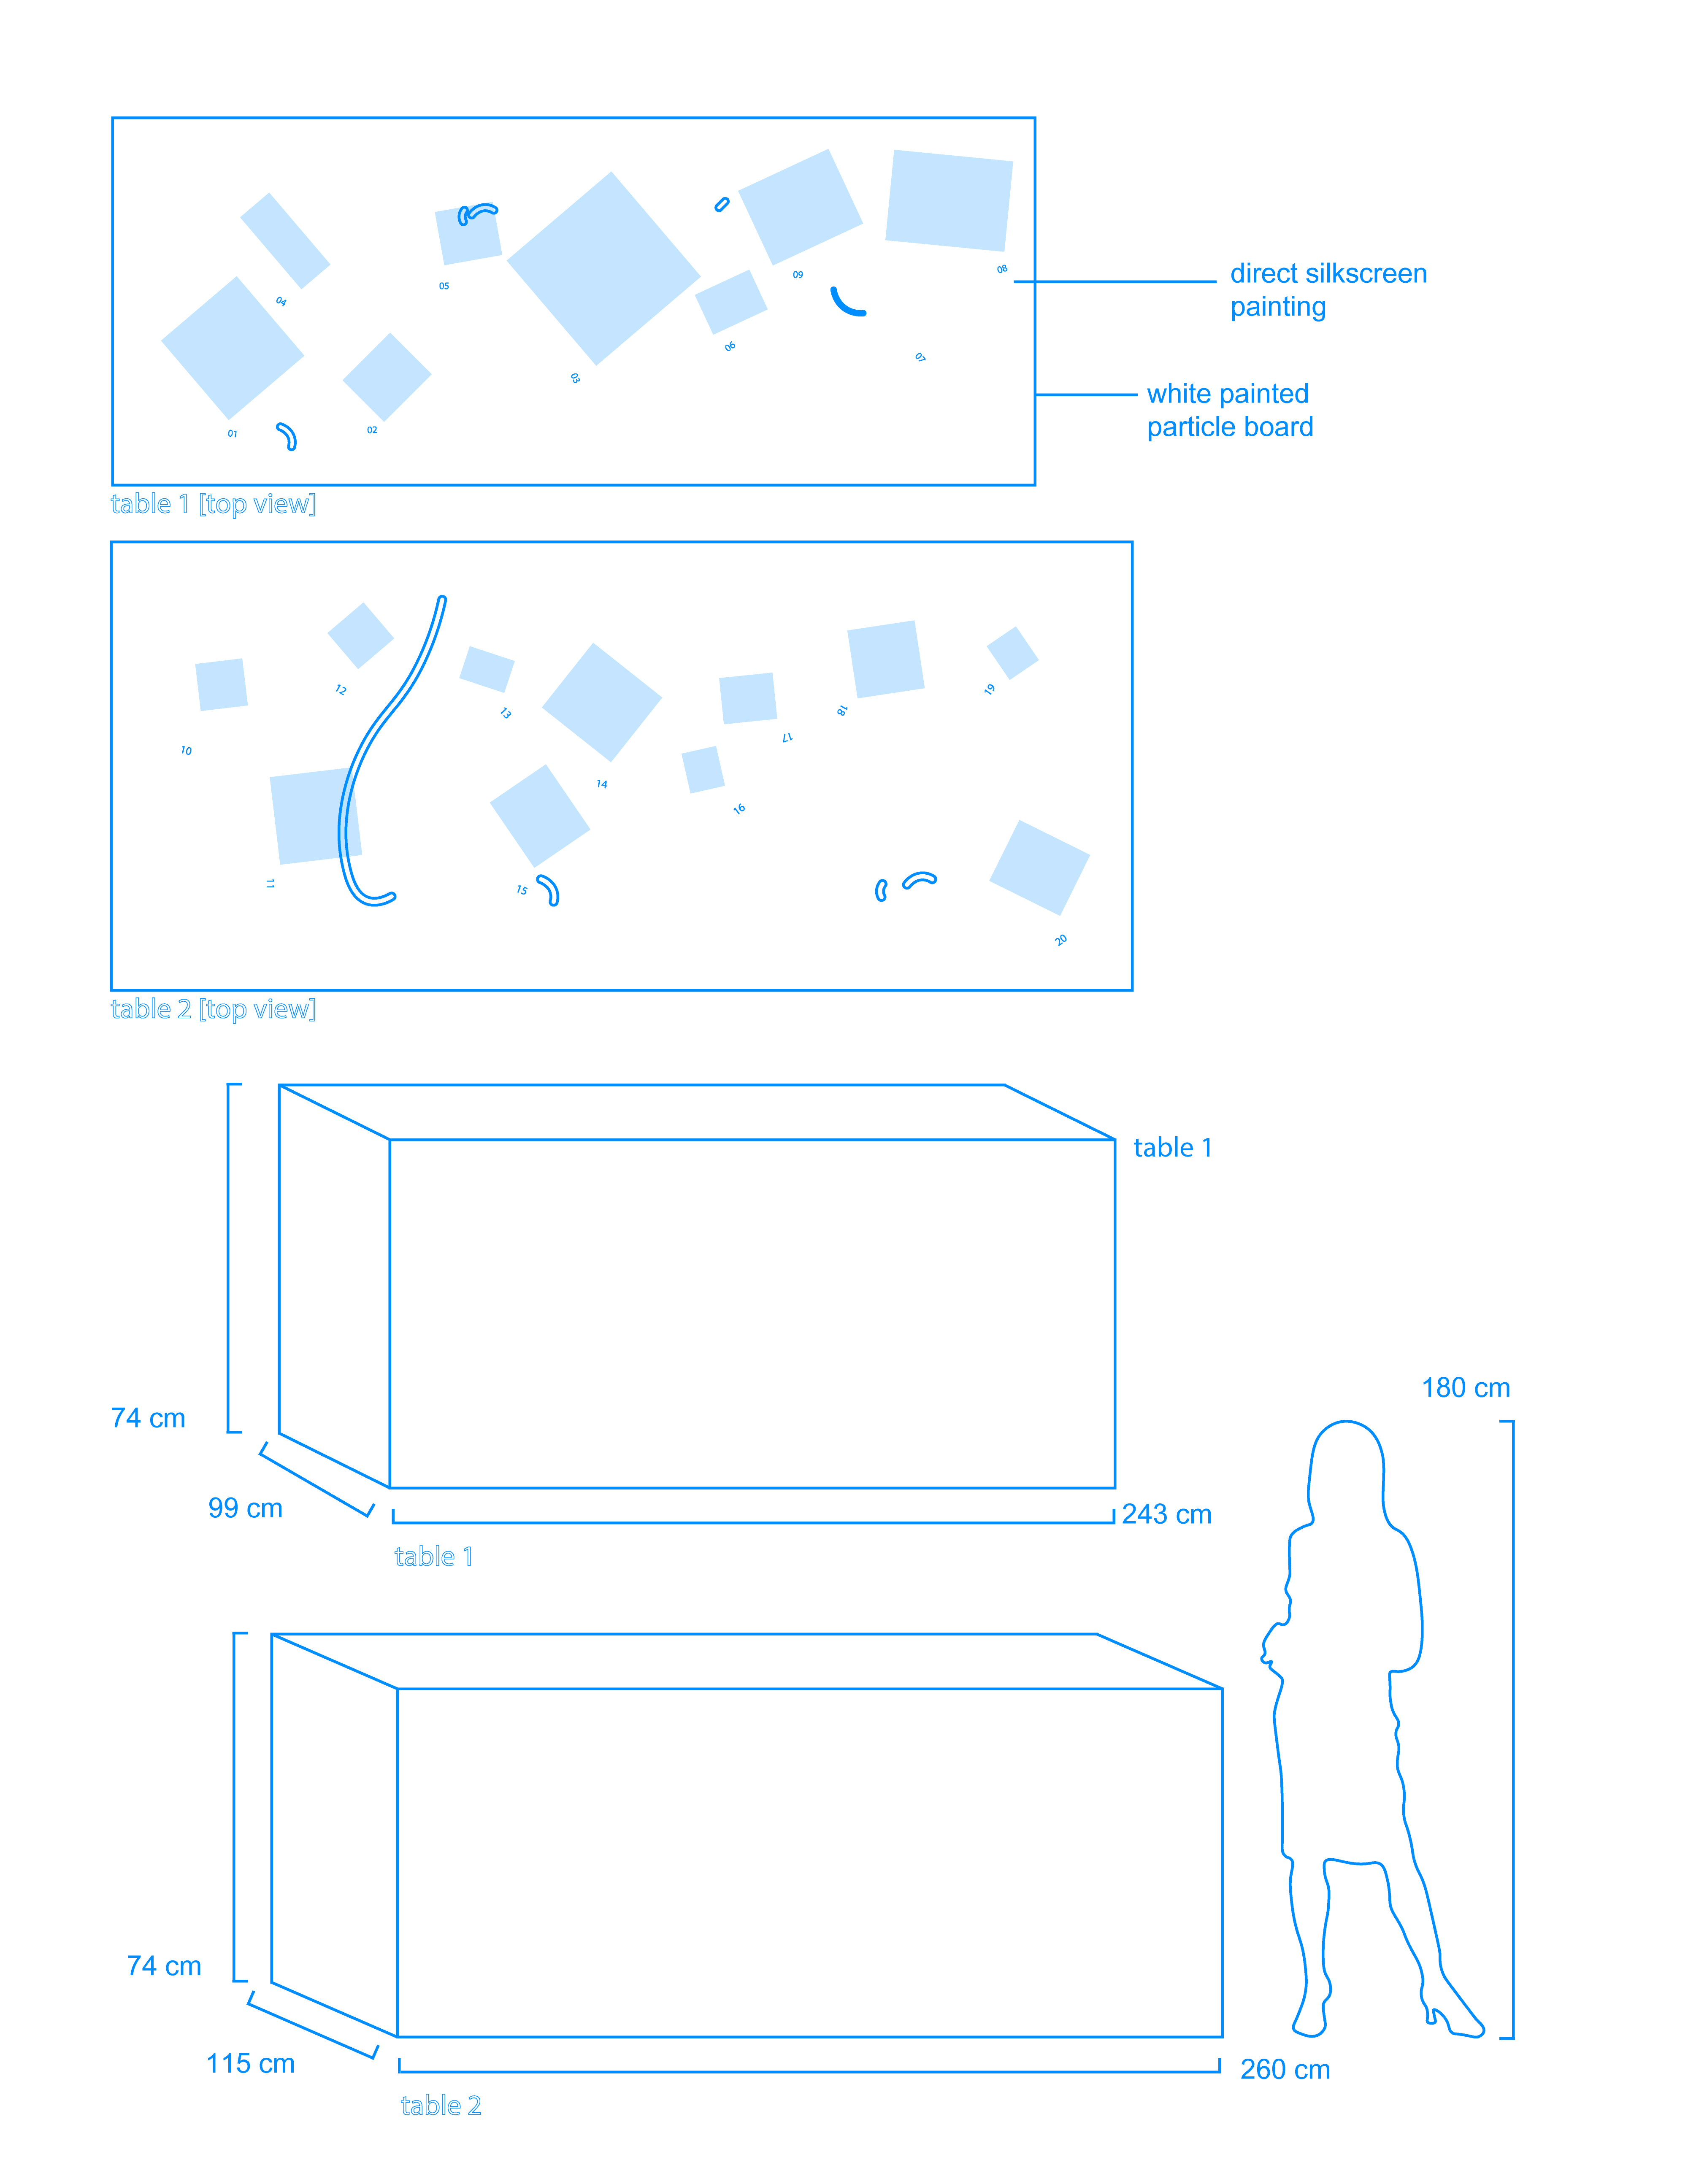 04
05
09
08
direct silkscreen
painting
06
07
03
01
02
white painted
particle board
table 1 [top view]
12
13
18
19
10
17
14
16
11
15
20
table 2 [top view]
table 1
74 cm
99 cm
243 cm
table 1
180 cm
74 cm
115 cm
260 cm
table 2